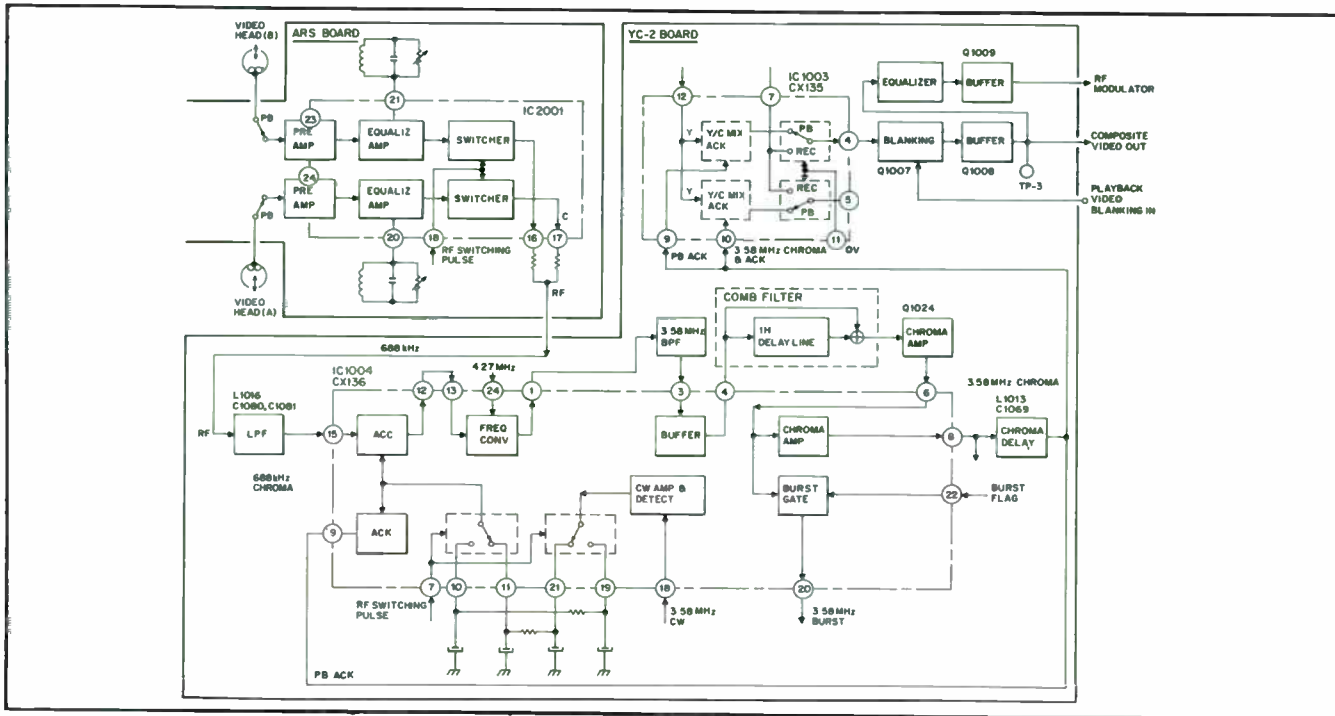 VIDEO
HEAD (B)
ARS BOARD
YC-2 BOARD
PB
21
IC2001
23
PRE
AMP
EQUALIZ
AMP
SWITCHER
24
PRE
AMP
EQUALIZ
AMP
SWITCHER
PB
C
20
18
16
17
RF SWITCHING
PULSE
RF
VIDEO
HEAD (A)
12
7
IC1003
CX135
Y
Y/C MIX
ACK
PB
REC
4
Y
Y/C MIX
ACK
REC
PB
5
9
10
11
0V
PB ACK
3.58 MHz CHROMA
& ACK
Q1009
EQUALIZER
BUFFER
RF
MODULATOR
BLANKING
BUFFER
COMPOSITE
VIDEO OUT
Q1007
Q1008
TP-3
PLAYBACK
VIDEO
BLANKING IN
688 kHz
3.58 MHz
BPF
COMB FILTER
1H
DELAY LINE
Q1024
CHROMA
AMP
IC1004
CX136
4.27 MHz
12
13
24
1
3
4
6
3.58 MHz CHROMA
L1016
C1080, C1081
RF
LPF
15
ACC
FREQ
CONV
BUFFER
CHROMA
AMP
8
L1013
C1069
CHROMA
DELAY
688 kHz
CHROMA
CW AMP &
DETECT
BURST
GATE
22
BURST
FLAG
9
ACK
7
10
11
21
19
18
20
RF SWITCHING
PULSE
3.58 MHz
CW
3.58 MHz
BURST
PB ACK